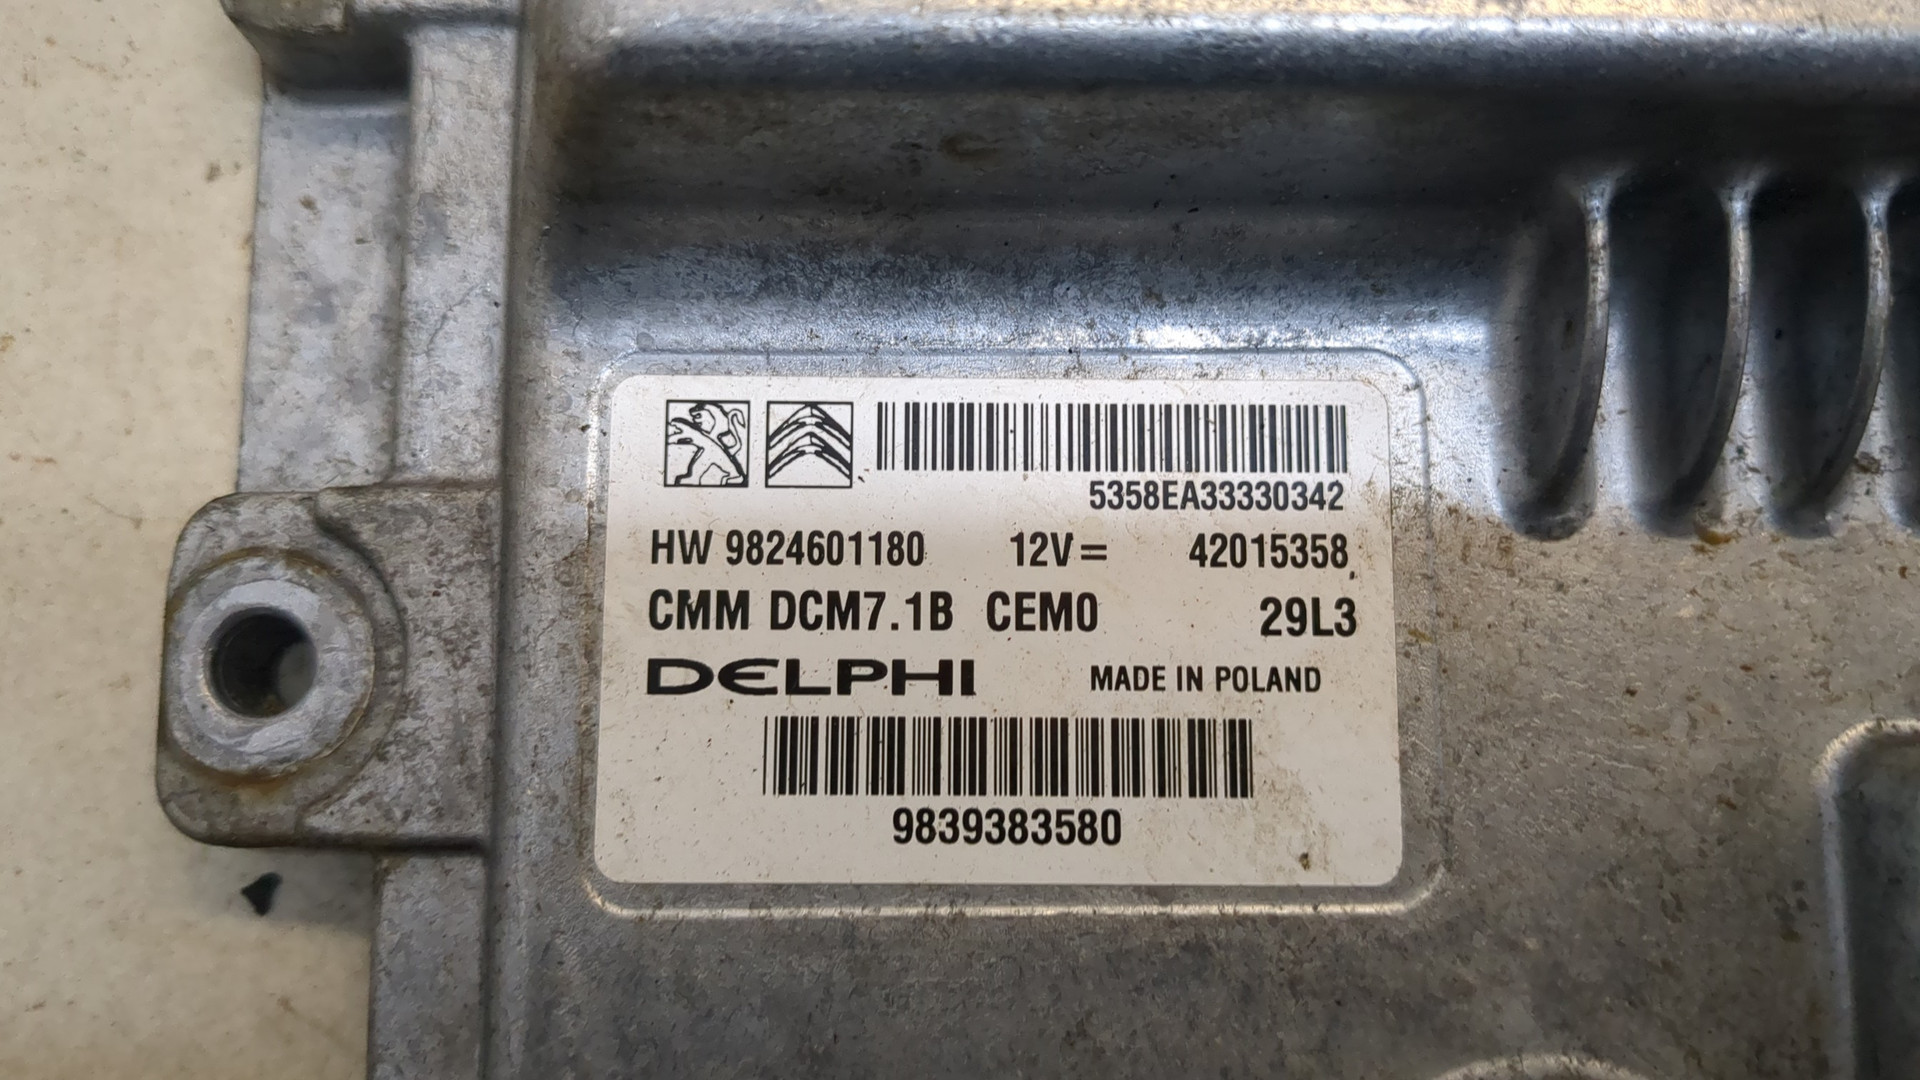 5358EA33330342
HW 9824601180 12V= 42015358
CMM DCM7.1B CEM0 29L3
DELPHI MADE IN POLAND
9839383580